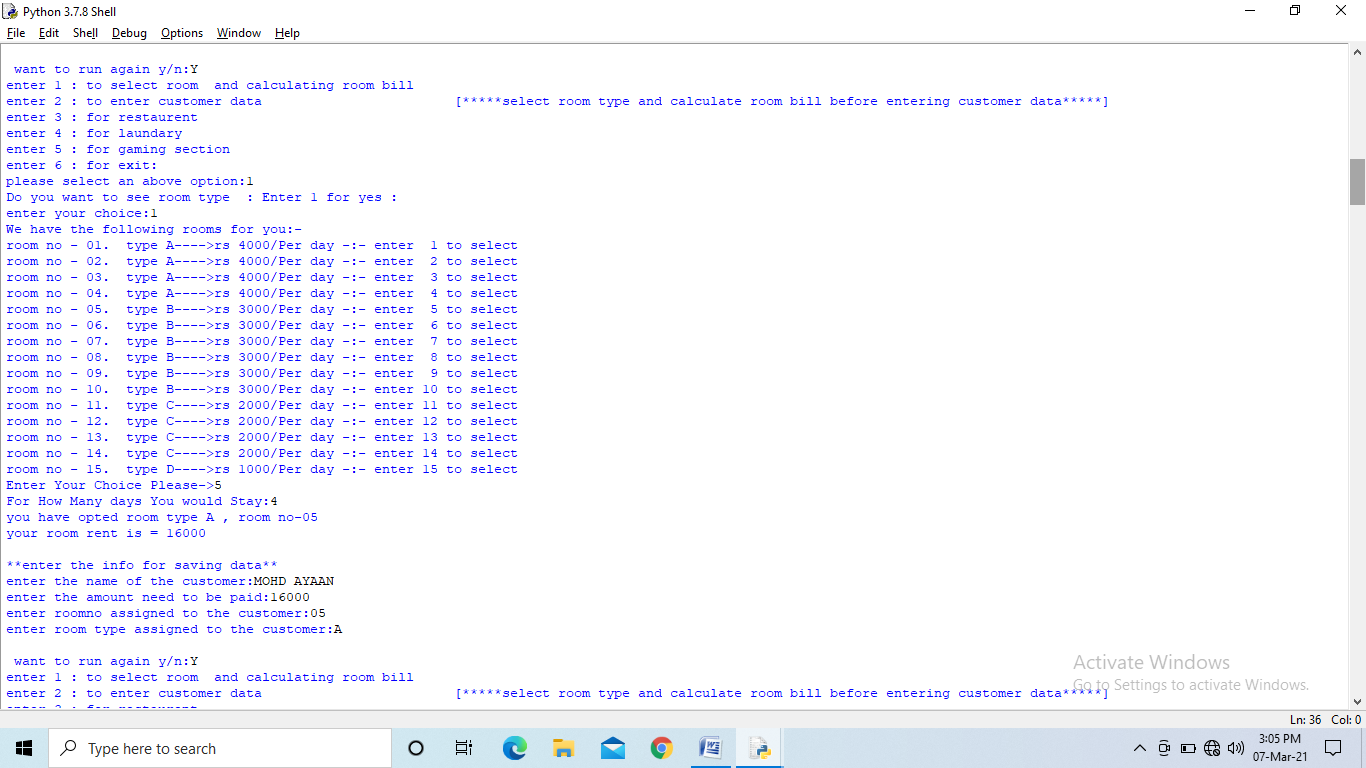 Python 3.7.8 Shell
File Edit Shell Debug Options Window Help
want to run again y/n:Y
enter 1 : to select room  and calculating room bill
enter 2 : to enter customer data                        [*****select room type and calculate room bill before entering customer data*****]
enter 3 : for restaurent
enter 4 : for laundary
enter 5 : for gaming section
enter 6 : for exit:
please select an above option:1
Do you want to see room type  : Enter 1 for yes :
enter your choice:1
We have the following rooms for you:-
room no - 01.  type A---->rs 4000/Per day -:- enter  1 to select
room no - 02.  type A---->rs 4000/Per day -:- enter  2 to select
room no - 03.  type A---->rs 4000/Per day -:- enter  3 to select
room no - 04.  type A---->rs 4000/Per day -:- enter  4 to select
room no - 05.  type B---->rs 3000/Per day -:- enter  5 to select
room no - 06.  type B---->rs 3000/Per day -:- enter  6 to select
room no - 07.  type B---->rs 3000/Per day -:- enter  7 to select
room no - 08.  type B---->rs 3000/Per day -:- enter  8 to select
room no - 09.  type B---->rs 3000/Per day -:- enter  9 to select
room no - 10.  type B---->rs 3000/Per day -:- enter 10 to select
room no - 11.  type C---->rs 2000/Per day -:- enter 11 to select
room no - 12.  type C---->rs 2000/Per day -:- enter 12 to select
room no - 13.  type C---->rs 2000/Per day -:- enter 13 to select
room no - 14.  type C---->rs 2000/Per day -:- enter 14 to select
room no - 15.  type D---->rs 1000/Per day -:- enter 15 to select
Enter Your Choice Please->5
For How Many days You would Stay:4
you have opted room type A , room no-05
your room rent is = 16000
**enter the info for saving data**
enter the name of the customer:MOHD AYAAN
enter the amount need to be paid:16000
enter roomno assigned to the customer:05
enter room type assigned to the customer:A
want to run again y/n:Y
enter 1 : to select room  and calculating room bill
enter 2 : to enter customer data                        [*****select room type and calculate room bill before entering customer data*****]
Activate Windows
Go to Settings to activate Windows.
Ln: 36 Col: 0
Type here to search
3:05 PM
07-Mar-21